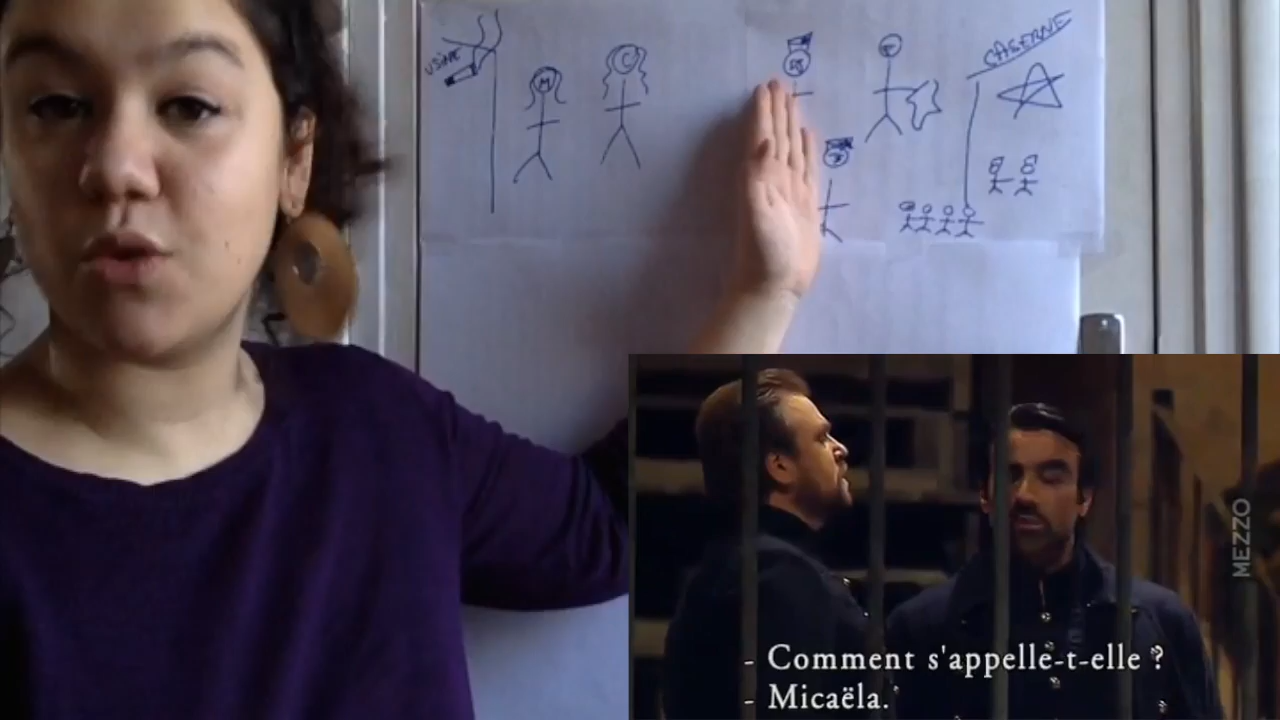 USINE
M
C
CASERNE
- Comment s'appelle-t-elle ?
- Micaëla.
MEZZO